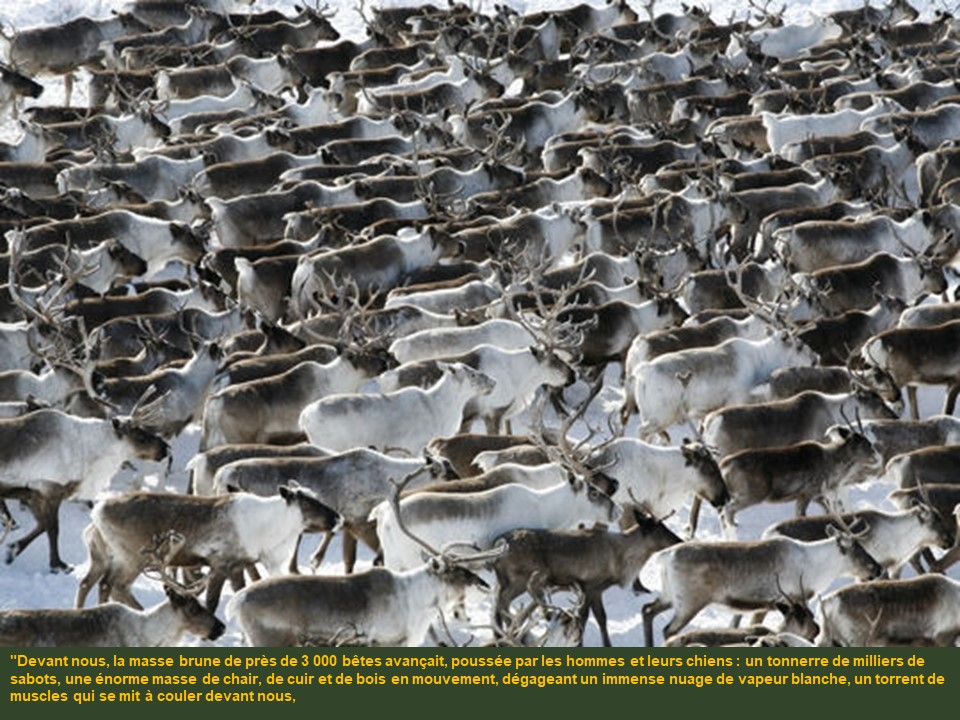 "Devant nous, la masse brune de près de 3 000 bêtes avançait, poussée par les hommes et leurs chiens : un tonnerre de milliers de
sabots, une énorme masse de chair, de cuir et de bois en mouvement, dégageant un immense nuage de vapeur blanche, un torrent de
muscles qui se mit à couler devant nous,